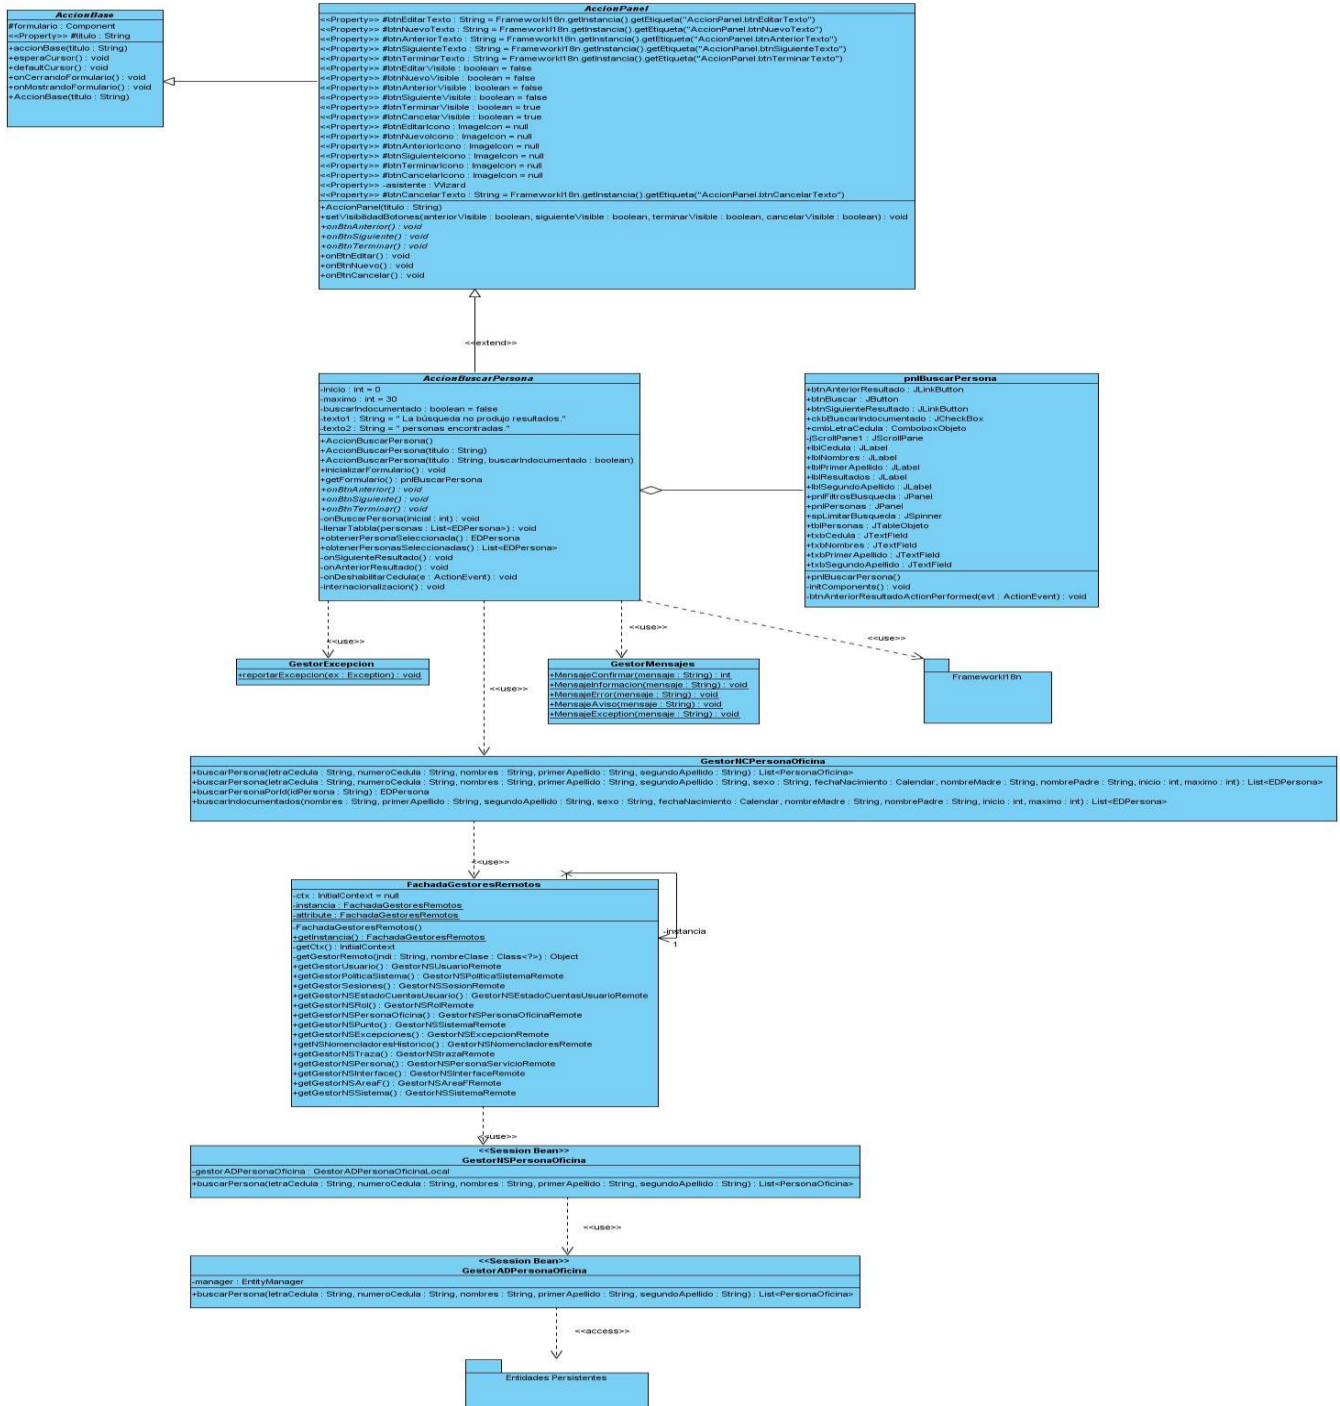 AccionBase
#formulario : Component
<<Property>> #titulo : String
+accionBase(titulo : String)
+esperaCursor() : void
+defaultCursor() : void
+onCerrandoFormulario() : void
+onMostrandoFormulario() : void
+AccionBase(titulo : String)
AccionPanel
<<Property>> #btnEditarTexto : String = FrameworkI18n.getInstancia().getEtiqueta("AccionPanel.btnEditarTexto")
<<Property>> #btnNuevoTexto : String = FrameworkI18n.getInstancia().getEtiqueta("AccionPanel.btnNuevoTexto")
<<Property>> #btnAnteriorTexto : String = FrameworkI18n.getInstancia().getEtiqueta("AccionPanel.btnAnteriorTexto")
<<Property>> #btnSiguienteTexto : String = FrameworkI18n.getInstancia().getEtiqueta("AccionPanel.btnSiguienteTexto")
<<Property>> #btnTerminarTexto : String = FrameworkI18n.getInstancia().getEtiqueta("AccionPanel.btnTerminarTexto")
<<Property>> #btnEditarVisible : boolean = false
<<Property>> #btnNuevoVisible : boolean = false
<<Property>> #btnAnteriorVisible : boolean = false
<<Property>> #btnSiguienteVisible : boolean = false
<<Property>> #btnTerminarVisible : boolean = true
<<Property>> #btnCancelarVisible : boolean = true
<<Property>> #btnEditarIcono : ImageIcon = null
<<Property>> #btnNuevoIcono : ImageIcon = null
<<Property>> #btnAnteriorIcono : ImageIcon = null
<<Property>> #btnSiguienteIcono : ImageIcon = null
<<Property>> #btnTerminarIcono : ImageIcon = null
<<Property>> #btnCancelarIcono : ImageIcon = null
<<Property>> -asistente : Wizard
<<Property>> #btnCancelarTexto : String = FrameworkI18n.getInstancia().getEtiqueta("AccionPanel.btnCancelarTexto")
+AccionPanel(titulo : String)
+setVisibilidadBotones(anteriorVisible : boolean, siguienteVisible : boolean, terminarVisible : boolean, cancelarVisible : boolean) : void
+onBtnAnterior() : void
+onBtnSiguiente() : void
+onBtnTerminar() : void
+onBtnEditar() : void
+onBtnNuevo() : void
+onBtnCancelar() : void
<<extend>>
AccionBuscarPersona
-inicio : int = 0
-maximo : int = 30
-buscarIndocumentado : boolean = false
-texto1 : String = " La búsqueda no produjo resultados."
-texto2 : String = " personas encontradas."
+AccionBuscarPersona()
+AccionBuscarPersona(titulo : String)
+AccionBuscarPersona(titulo : String, buscarIndocumentado : boolean)
+inicializarFormulario() : void
+getFormulario() : pnlBuscarPersona
+onBtnAnterior() : void
+onBtnSiguiente() : void
+onBtnTerminar() : void
-onBuscarPersona(inicial : int) : void
-llenarTabbla(personas : List<EDPersona>) : void
+obtenerPersonaSeleccionada() : EDPersona
+obtenerPersonasSeleccionadas() : List<EDPersona>
-onSiguienteResultado() : void
-onAnteriorResultado() : void
-onDeshabilitarCedula(e : ActionEvent) : void
-internacionalizacion() : void
pnlBuscarPersona
+btnAnteriorResultado : JLinkButton
+btnBuscar : JButton
+btnSiguienteResultado : JLinkButton
+ckbBuscarIndocumentado : JCheckBox
+cmbLetraCedula : ComboboxObjeto
-jScrollPane1 : JScrollPane
+lblCedula : JLabel
+lblNombres : JLabel
+lblPrimerApellido : JLabel
+lblResultados : JLabel
+lblSegundoApellido : JLabel
+pnlFiltrosBusqueda : JPanel
+pnlPersonas : JPanel
+spLimitarBusqueda : JSpinner
+tblPersonas : JTableObjeto
+txbCedula : JTextField
+txbNombres : JTextField
+txbPrimerApellido : JTextField
+txbSegundoApellido : JTextField
+pnlBuscarPersona()
-initComponente() : void
-btnAnteriorResultadoActionPerformed(evt : ActionEvent) : void
<<use>>
<<use>>
<<use>>
<<use>>
GestorExcepcion
+reportarExcepcion(ex : Exception) : void
GestorMensajes
+MensajeConfirmar(mensaje : String) : int
+MensajeInformacion(mensaje : String) : void
+MensajeError(mensaje : String) : void
+MensajeAviso(mensaje : String) : void
+MensajeException(mensaje : String) : void
FrameworkI18n
GestorNCPersonaOficina
+buscarPersona(letraCedula : String, numeroCedula : String, nombres : String, primerApellido : String, segundoApellido : String) : List<PersonaOficina>
+buscarPersona(letraCedula : String, numeroCedula : String, nombres : String, primerApellido : String, segundoApellido : String, sexo : String, fechaNacimiento : Calendar, nombreMadre : String, nombrePadre : String, inicio : int, maximo : int) : List<EDPersona>
+buscarPersonaPorId(idPersona : String) : EDPersona
+buscarIndocumentados(nombres : String, primerApellido : String, segundoApellido : String, sexo : String, fechaNacimiento : Calendar, nombreMadre : String, nombrePadre : String, inicio : int, maximo : int) : List<EDPersona>
<<use>>
FachadaGestoresRemotos
-ctx : InitialContext = null
-instancia : FachadaGestoresRemotos
-attribute : FachadaGestoresRemotos
-FachadaGestoresRemotos()
+getInstancia() : FachadaGestoresRemotos
-getCtx() : InitialContext
-getGestorRemoto(jndi : String, nombreClase : Class<?>) : Object
+getGestorUsuario() : GestorNSUsuarioRemote
+getGestorPoliticaSistema() : GestorNSPoliticaSistemaRemote
+getGestorSesiones() : GestorNSSesionRemote
+getGestorNSEstadoCuentasUsuario() : GestorNSEstadoCuentasUsuarioRemote
+getGestorNSRol() : GestorNSRolRemote
+getGestorNSPersonaOficina() : GestorNSPersonaOficinaRemote
+getGestorNSPunto() : GestorNSSistemaRemote
+getGestorNSExcepciones() : GestorNSExcepcionRemote
+getNSNomencladoresHistorico() : GestorNSNomencladoresRemote
+getGestorNSTraza() : GestorNStrazaRemote
+getGestorNSPersona() : GestorNSPersonaServicioRemote
+getGestorNSInterface() : GestorNSInterfaceRemote
+getGestorNSAreaF() : GestorNSAreaFRemote
+getGestorNSSistema() : GestorNSSistemaRemote
-instancia
1
<<use>>
<<Session Bean>>
GestorNSPersonaOficina
-gestorADPersonaOficina : GestorADPersonaOficinaLocal
+buscarPersona(letraCedula : String, numeroCedula : String, nombres : String, primerApellido : String, segundoApellido : String) : List<PersonaOficina>
<<use>>
<<Session Bean>>
GestorADPersonaOficina
-manager : EntityManager
+buscarPersona(letraCedula : String, numeroCedula : String, nombres : String, primerApellido : String, segundoApellido : String) : List<PersonaOficina>
<<access>>
Entidades Persistentes